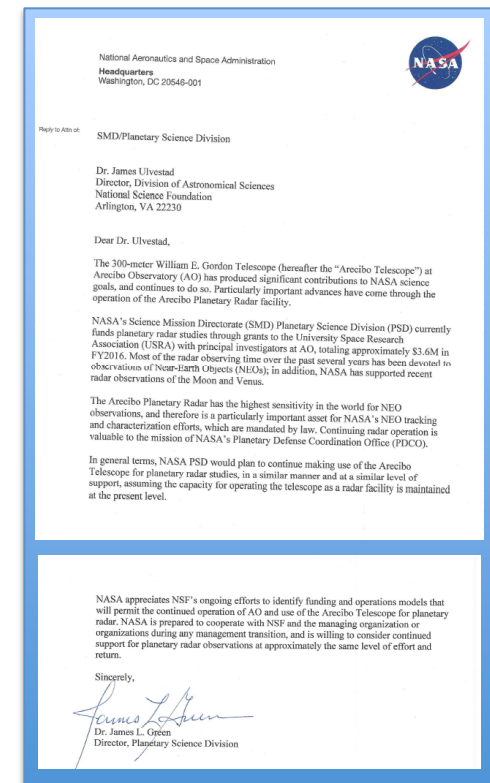 National Aeronautics and Space Administration
Headquarters
Washington, DC 20546-001
NASA
Reply to Attn of:
SMD/Planetary Science Division
Dr. James Ulvestad
Director, Division of Astronomical Sciences
National Science Foundation
Arlington, VA 22230
Dear Dr. Ulvestad,
The 300-meter William E. Gordon Telescope (hereafter the “Arecibo Telescope”) at
Arecibo Observatory (AO) has produced significant contributions to NASA science
goals, and continues to do so. Particularly important advances have come through the
operation of the Arecibo Planetary Radar facility.
NASA’s Science Mission Directorate (SMD) Planetary Science Division (PSD) currently
funds planetary radar studies through grants to the University Space Research
Association (USRA) with principal investigators at AO, totaling approximately $3.6M in
FY2016. Most of the radar observing time over the past several years has been devoted to
observations of Near-Earth Objects (NEOs); in addition, NASA has supported recent
radar observations of the Moon and Venus.
The Arecibo Planetary Radar has the highest sensitivity in the world for NEO
observations, and therefore is a particularly important asset for NASA’s NEO tracking
and characterization efforts, which are mandated by law. Continuing radar operation is
valuable to the mission of NASA’s Planetary Defense Coordination Office (PDCO).
In general terms, NASA PSD would plan to continue making use of the Arecibo
Telescope for planetary radar studies, in a similar manner and at a similar level of
support, assuming the capacity for operating the telescope as a radar facility is maintained
at the present level.
NASA appreciates NSF’s ongoing efforts to identify funding and operations models that
will permit the continued operation of AO and use of the Arecibo Telescope for planetary
radar. NASA is prepared to cooperate with NSF and the managing organization or
organizations during any management transition, and is willing to consider continued
support for planetary radar observations at approximately the same level of effort and
return.
Sincerely,
James L Green
Dr. James L. Green
Director, Planetary Science Division